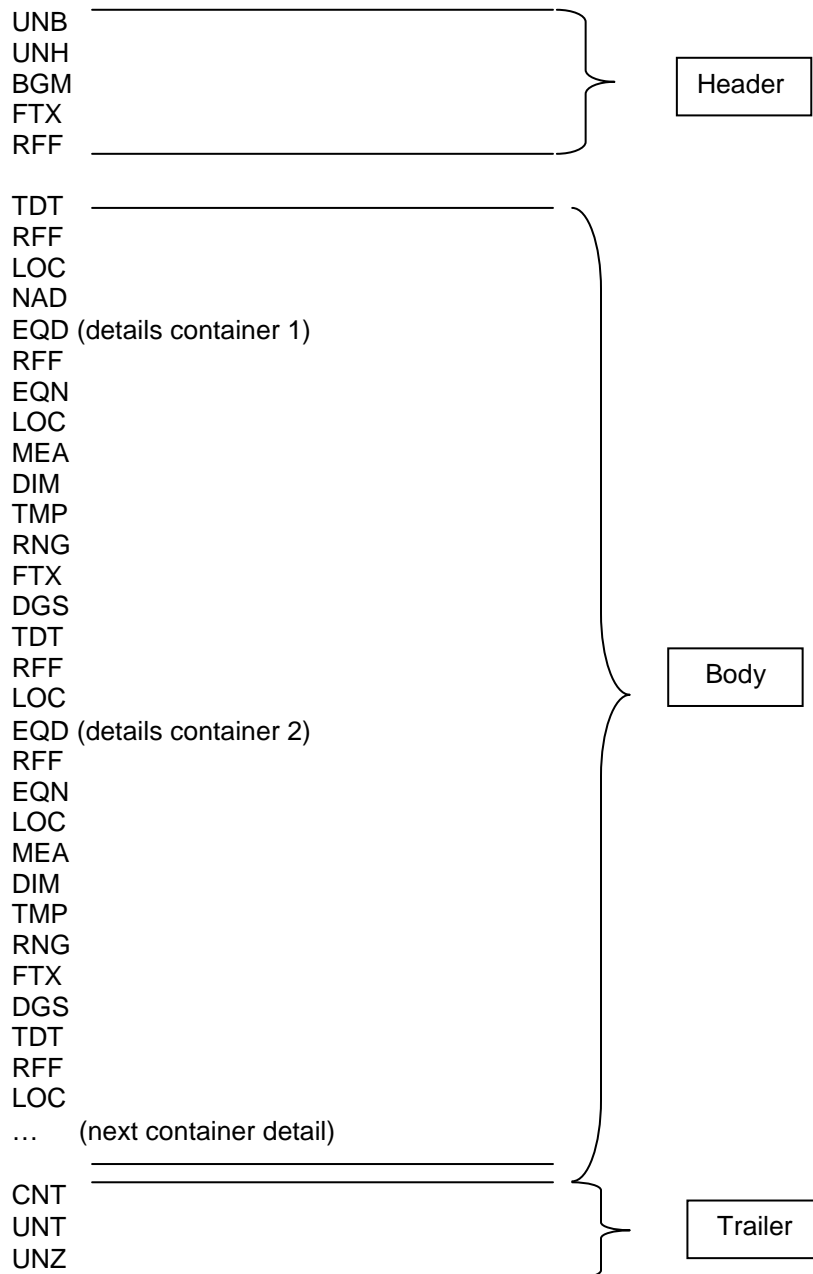 UNB
UNH
BGM
FTX
RFF
Header
TDT
RFF
LOC
NAD
EQD (details container 1)
RFF
EQN
LOC
MEA
DIM
TMP
RNG
FTX
DGS
TDT
RFF
LOC
Body
EQD (details container 2)
RFF
EQN
LOC
MEA
DIM
TMP
RNG
FTX
DGS
TDT
RFF
LOC
… (next container detail)
CNT
UNT
UNZ
Trailer